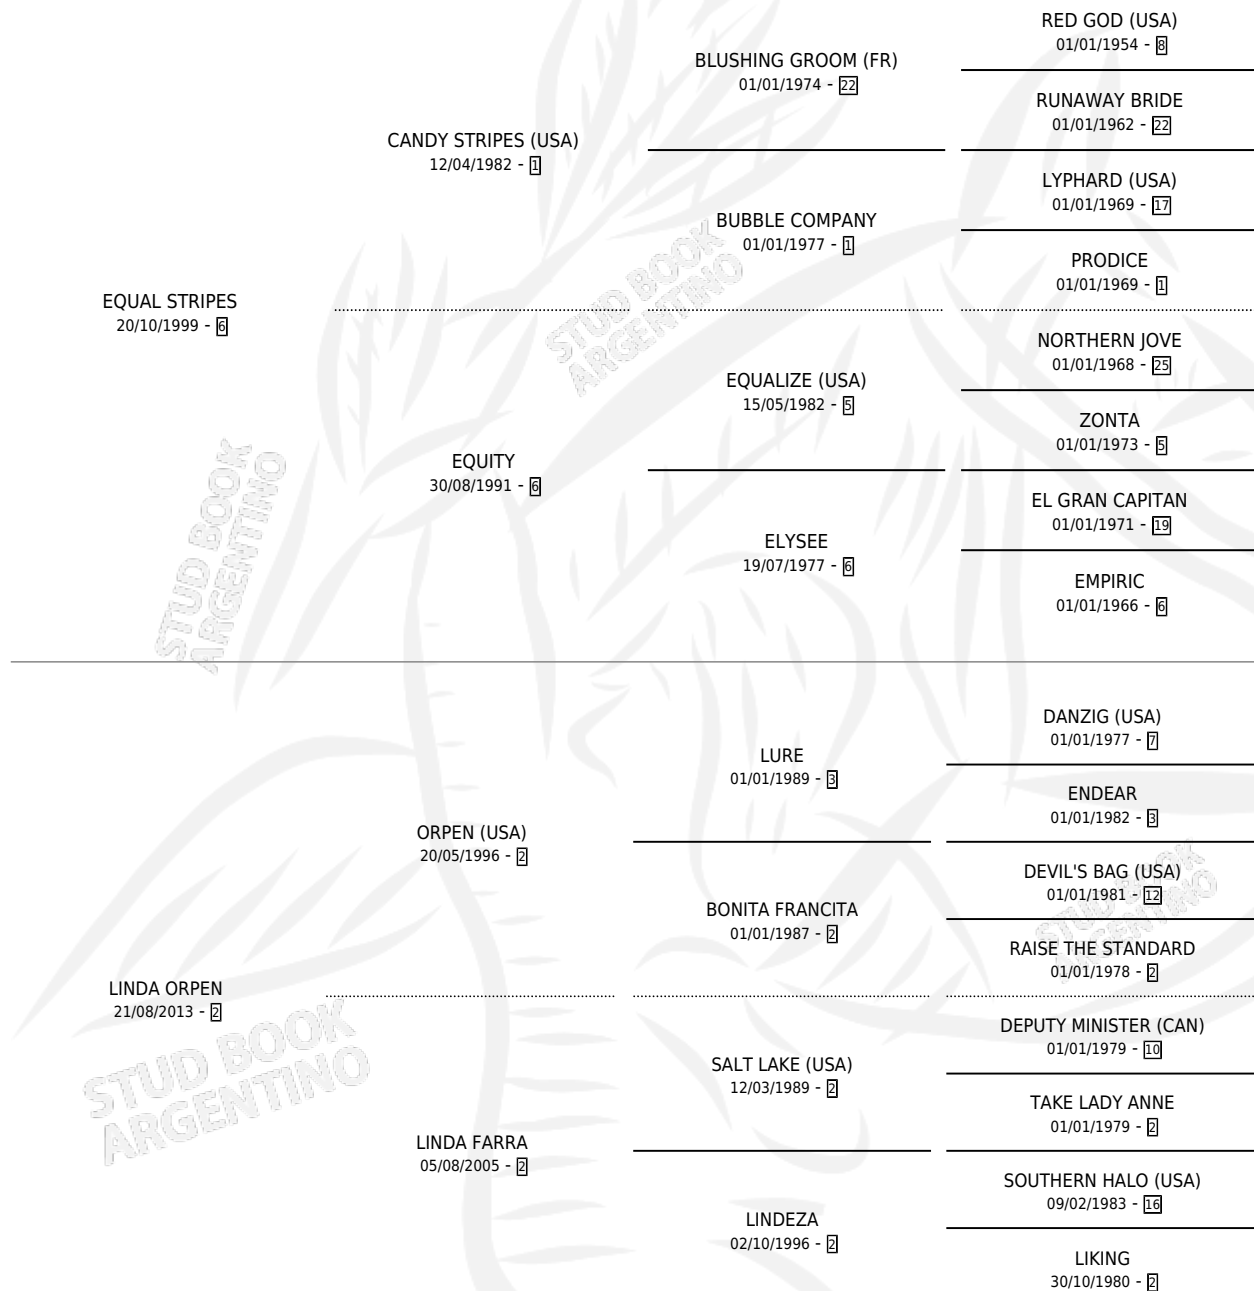 RED GOD (USA)
01/01/1954 - 8
BLUSHING GROOM (FR)
01/01/1974 - 22
RUNAWAY BRIDE
01/01/1962 - 22
CANDY STRIPES (USA)
12/04/1982 - 1
LYPHARD (USA)
01/01/1969 - 17
BUBBLE COMPANY
01/01/1977 - 1
PRODICE
01/01/1969 - 1
EQUAL STRIPES
20/10/1999 - 6
NORTHERN JOVE
01/01/1968 - 25
EQUALIZE (USA)
15/05/1982 - 5
ZONTA
01/01/1973 - 5
EQUITY
30/08/1991 - 6
EL GRAN CAPITAN
01/01/1971 - 19
ELYSEE
19/07/1977 - 6
EMPIRIC
01/01/1966 - 6
STUD BOOK
ARGENTINO
STUD BOOK
ARGENTINO
DANZIG (USA)
01/01/1977 - 7
LURE
01/01/1989 - 3
ENDEAR
01/01/1982 - 3
ORPEN (USA)
20/05/1996 - 2
DEVIL'S BAG (USA)
01/01/1981 - 12
BONITA FRANCITA
01/01/1987 - 2
RAISE THE STANDARD
01/01/1978 - 2
LINDA ORPEN
21/08/2013 - 2
DEPUTY MINISTER (CAN)
01/01/1979 - 10
SALT LAKE (USA)
12/03/1989 - 2
TAKE LADY ANNE
01/01/1979 - 2
LINDA FARRA
05/08/2005 - 2
SOUTHERN HALO (USA)
09/02/1983 - 16
LINDEZA
02/10/1996 - 2
LIKING
30/10/1980 - 2
STUD BOOK
ARGENTINO
STUD BOOK
ARGENTINO